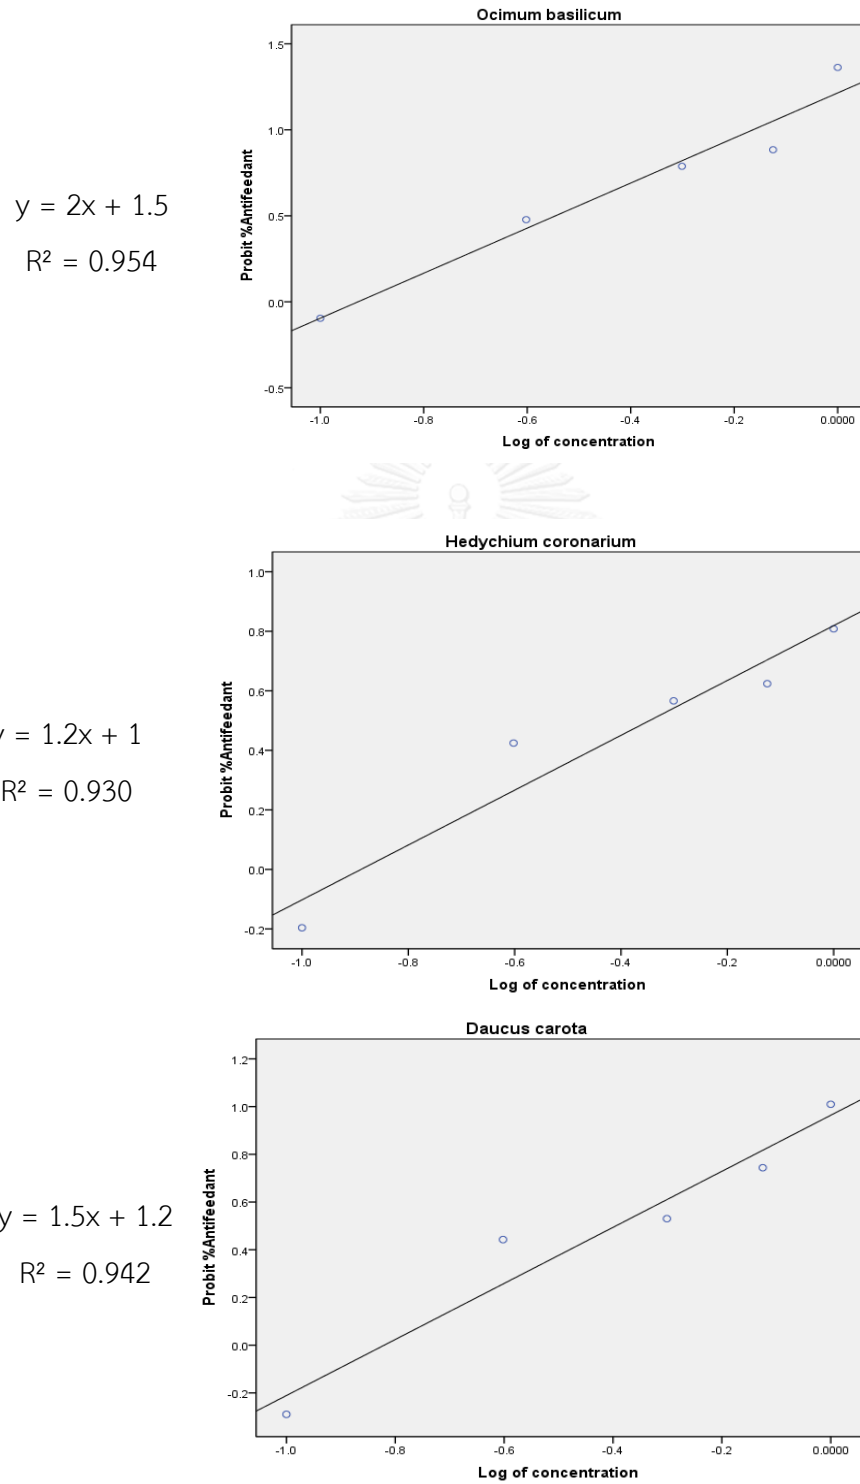 Ocimum basilicum
y = 2x + 1.5
R² = 0.954
Probit %Antifeedant
1.5
1.0
0.5
0.0
-0.5
-1.0 -0.8 -0.6 -0.4 -0.2 0.0000
Log of concentration
Hedychium coronarium
y = 1.2x + 1
R² = 0.930
Probit %Antifeedant
1.0
0.8
0.6
0.4
0.2
0.0
-0.2
-1.0 -0.8 -0.6 -0.4 -0.2 0.0000
Log of concentration
Daucus carota
y = 1.5x + 1.2
R² = 0.942
Probit %Antifeedant
1.2
1.0
0.8
0.6
0.4
0.2
0.0
-0.2
-1.0 -0.8 -0.6 -0.4 -0.2 0.0000
Log of concentration